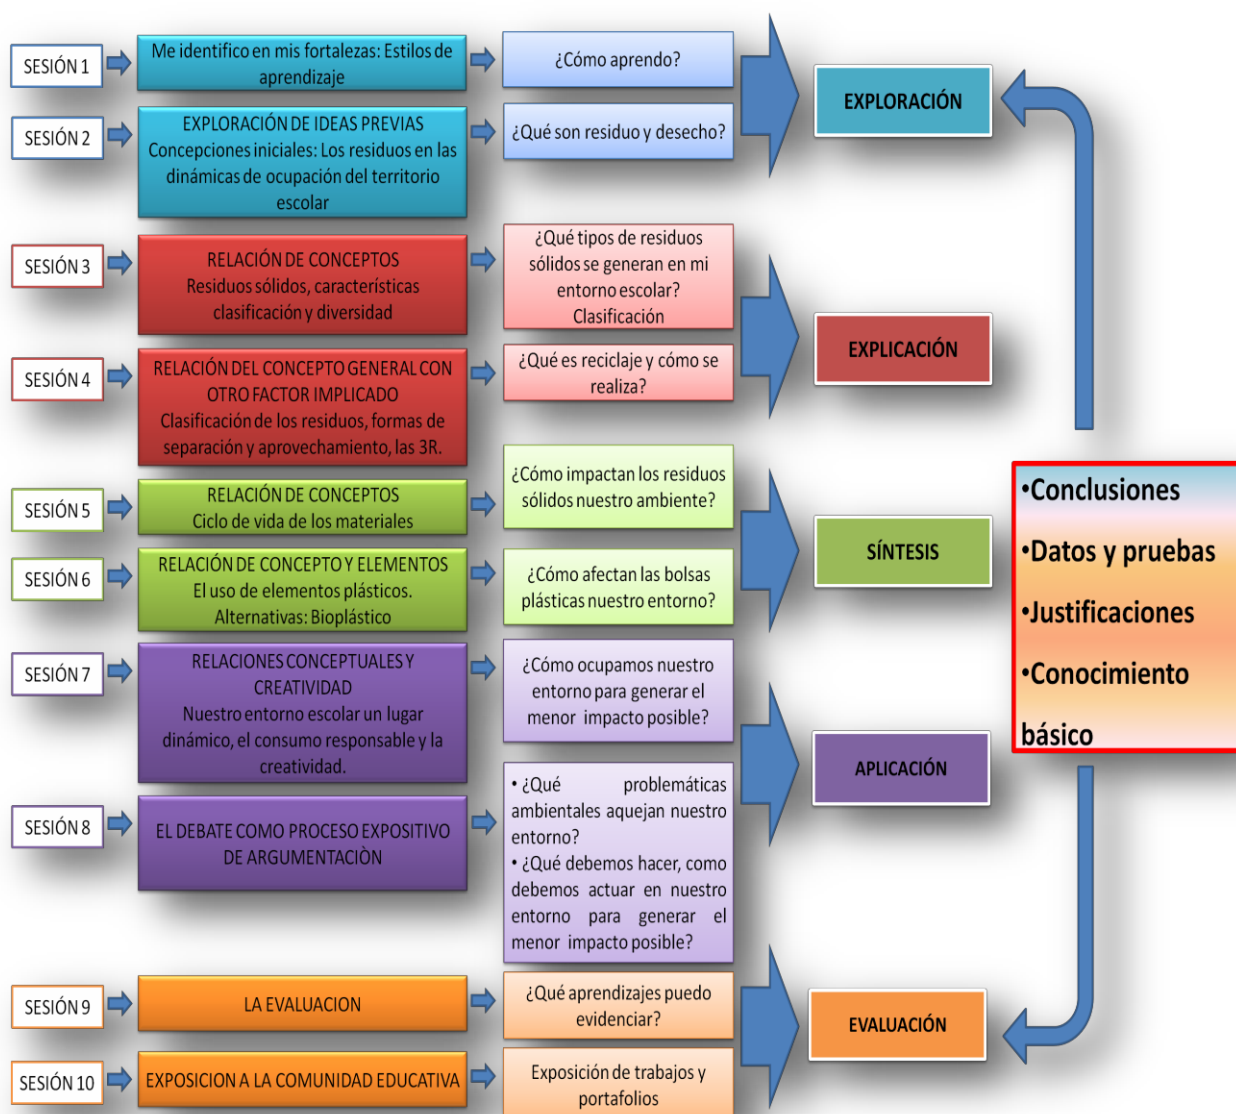 SESIÓN 1
Me identifico en mis fortalezas: Estilos de
aprendizaje
¿Cómo aprendo?
SESIÓN 2
EXPLORACIÓN DE IDEAS PREVIAS
Concepciones iniciales: Los residuos en las
dinámicas de ocupación del territorio
escolar
¿Qué son residuo y desecho?
EXPLORACIÓN
SESIÓN 3
RELACIÓN DE CONCEPTOS
Residuos sólidos, características
clasificación y diversidad
¿Qué tipos de residuos
sólidos se generan en mi
entorno escolar?
Clasificación
SESIÓN 4
RELACIÓN DEL CONCEPTO GENERAL CON
OTRO FACTOR IMPLICADO
Clasificación de los residuos, formas de
separación y aprovechamiento, las 3R.
¿Qué es reciclaje y cómo se
realiza?
EXPLICACIÓN
SESIÓN 5
RELACIÓN DE CONCEPTOS
Ciclo de vida de los materiales
¿Cómo impactan los residuos
sólidos nuestro ambiente?
SESIÓN 6
RELACIÓN DE CONCEPTO Y ELEMENTOS
El uso de elementos plásticos.
Alternativas: Bioplástico
¿Cómo afectan las bolsas
plásticas nuestro entorno?
SÍNTESIS
SESIÓN 7
RELACIONES CONCEPTUALES Y
CREATIVIDAD
Nuestro entorno escolar un lugar
dinámico, el consumo responsable y la
creatividad.
¿Cómo ocupamos nuestro
entorno para generar el
menor impacto posible?
SESIÓN 8
EL DEBATE COMO PROCESO EXPOSITIVO
DE ARGUMENTACIÒN
• ¿Qué problemáticas
ambientales aquejan nuestro
entorno?
• ¿Qué debemos hacer, como
debemos actuar en nuestro
entorno para generar el
menor impacto posible?
APLICACIÓN
SESIÓN 9
LA EVALUACION
¿Qué aprendizajes puedo
evidenciar?
SESIÓN 10
EXPOSICION A LA COMUNIDAD EDUCATIVA
Exposición de trabajos y
portafolios
EVALUACIÓN
•Conclusiones
•Datos y pruebas
•Justificaciones
•Conocimiento
básico